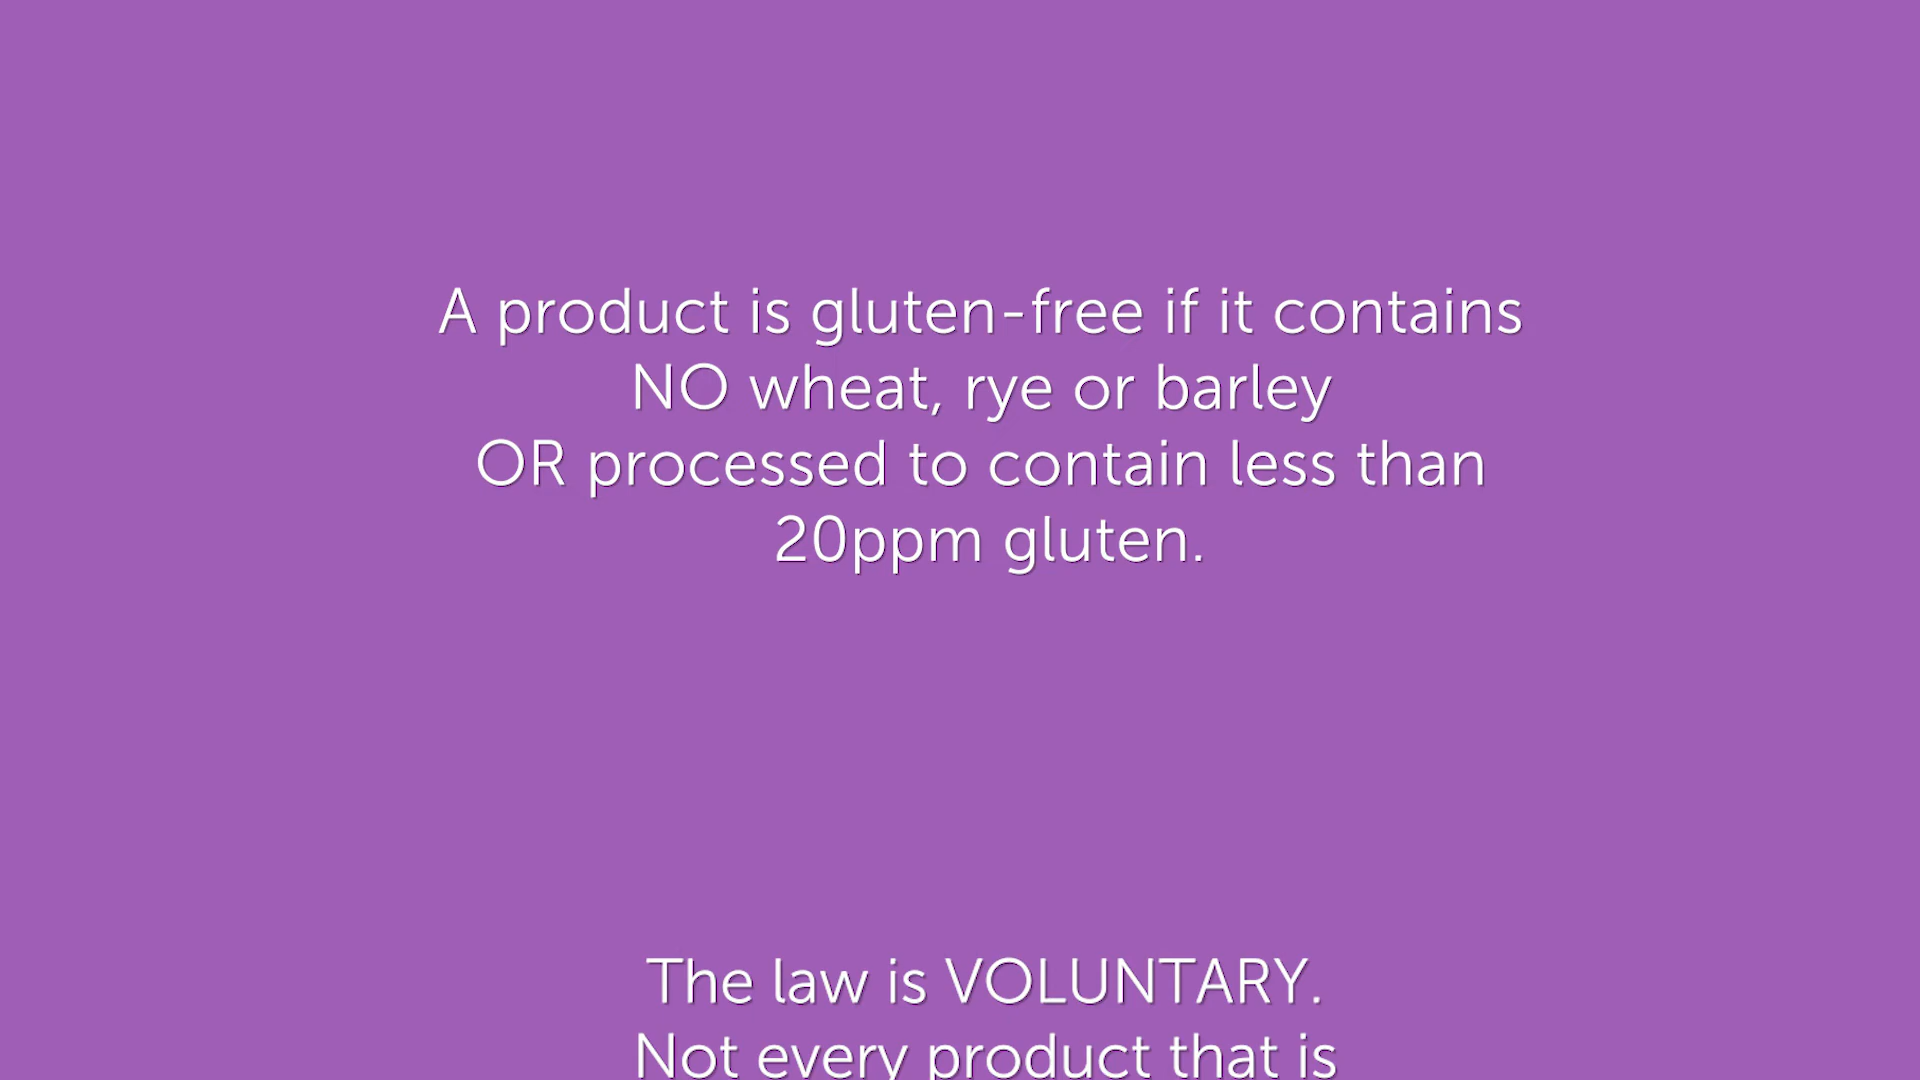 A product is gluten-free if it contains
NO wheat, rye or barley
OR processed to contain less than
20ppm gluten.
The law is VOLUNTARY.
Not every product that is